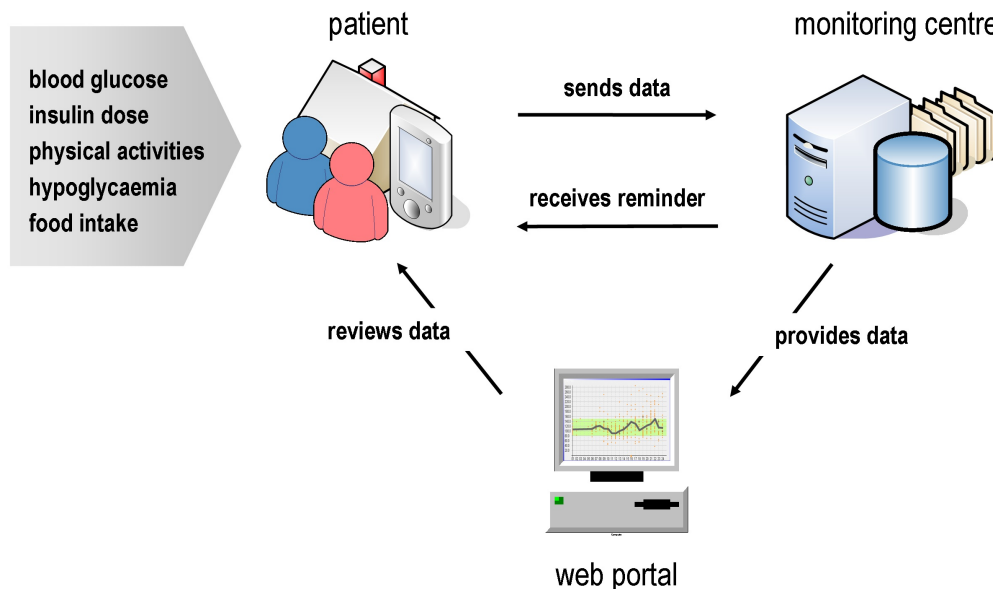 patient
monitoring centre
blood glucose
insulin dose
physical activities
hypoglycaemia
food intake
sends data
receives reminder
reviews data
provides data
web portal